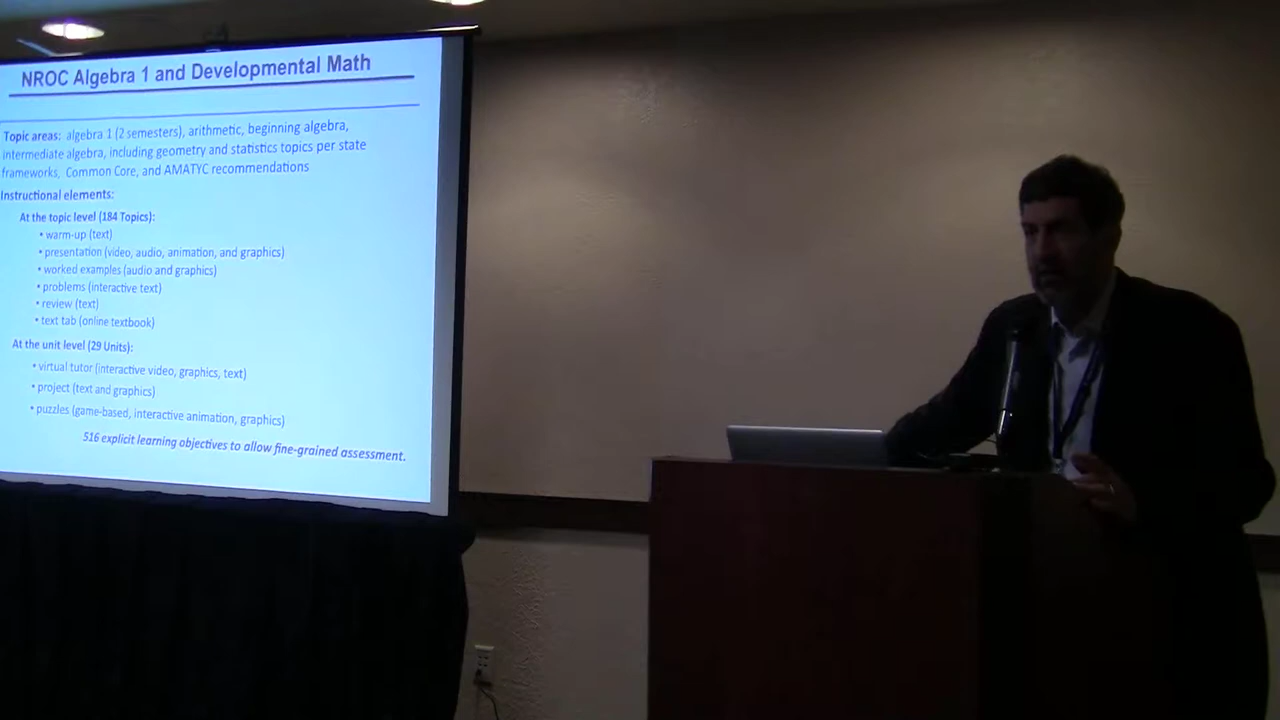 NROC Algebra 1 and Developmental Math
Topic areas: algebra 1 (2 semesters), arithmetic, beginning algebra,
intermediate algebra, including geometry and statistics topics per state
frameworks, Common Core, and AMATYC recommendations
Instructional elements:
At the topic level (184 Topics):
• warm-up (text)
• presentation (video, audio, animation, and graphics)
• worked examples (audio and graphics)
• problems (interactive text)
• review (text)
• text tab (online textbook)
At the unit level (29 Units):
• virtual tutor (interactive video, graphics, text)
• project (text and graphics)
• puzzles (game-based, interactive animation, graphics)
516 explicit learning objectives to allow fine-grained assessment.